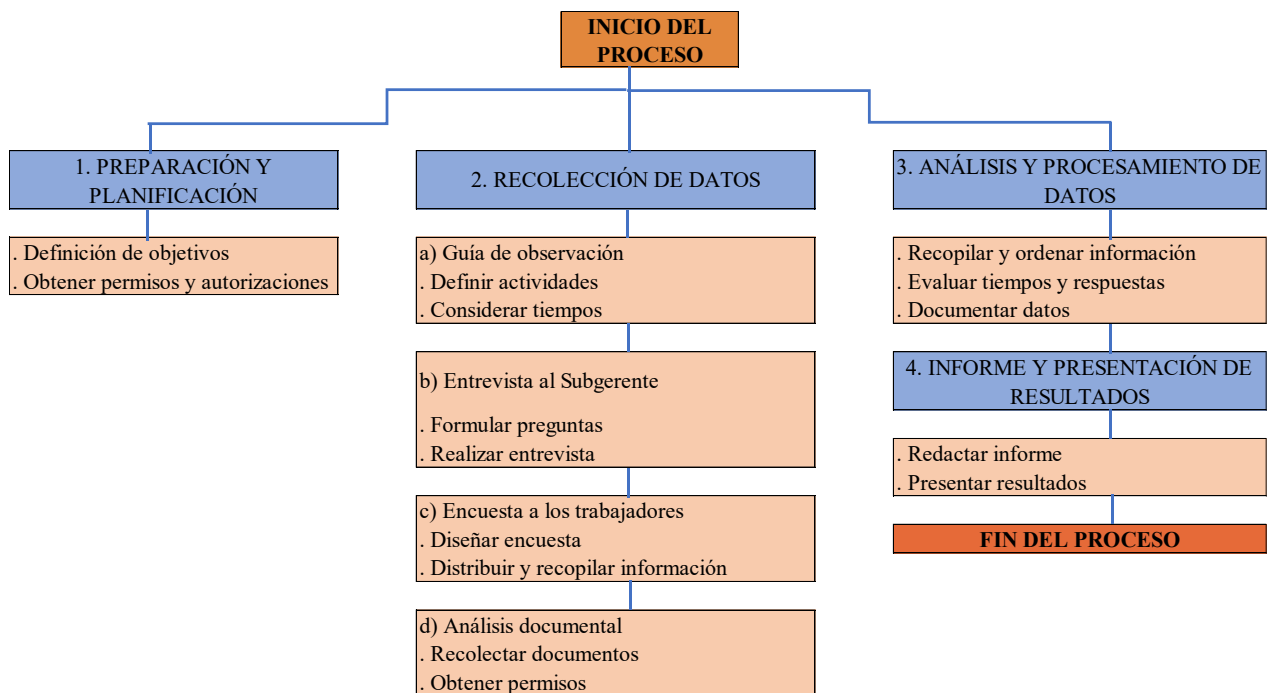 INICIO DEL
PROCESO
1. PREPARACIÓN Y
PLANIFICACIÓN
. Definición de objetivos
. Obtener permisos y autorizaciones
2. RECOLECCIÓN DE DATOS
a) Guía de observación
. Definir actividades
. Considerar tiempos
b) Entrevista al Subgerente
. Formular preguntas
. Realizar entrevista
c) Encuesta a los trabajadores
. Diseñar encuesta
. Distribuir y recopilar información
d) Análisis documental
. Recolectar documentos
. Obtener permisos
3. ANÁLISIS Y PROCESAMIENTO DE
DATOS
. Recopilar y ordenar información
. Evaluar tiempos y respuestas
. Documentar datos
4. INFORME Y PRESENTACIÓN DE
RESULTADOS
. Redactar informe
. Presentar resultados
FIN DEL PROCESO